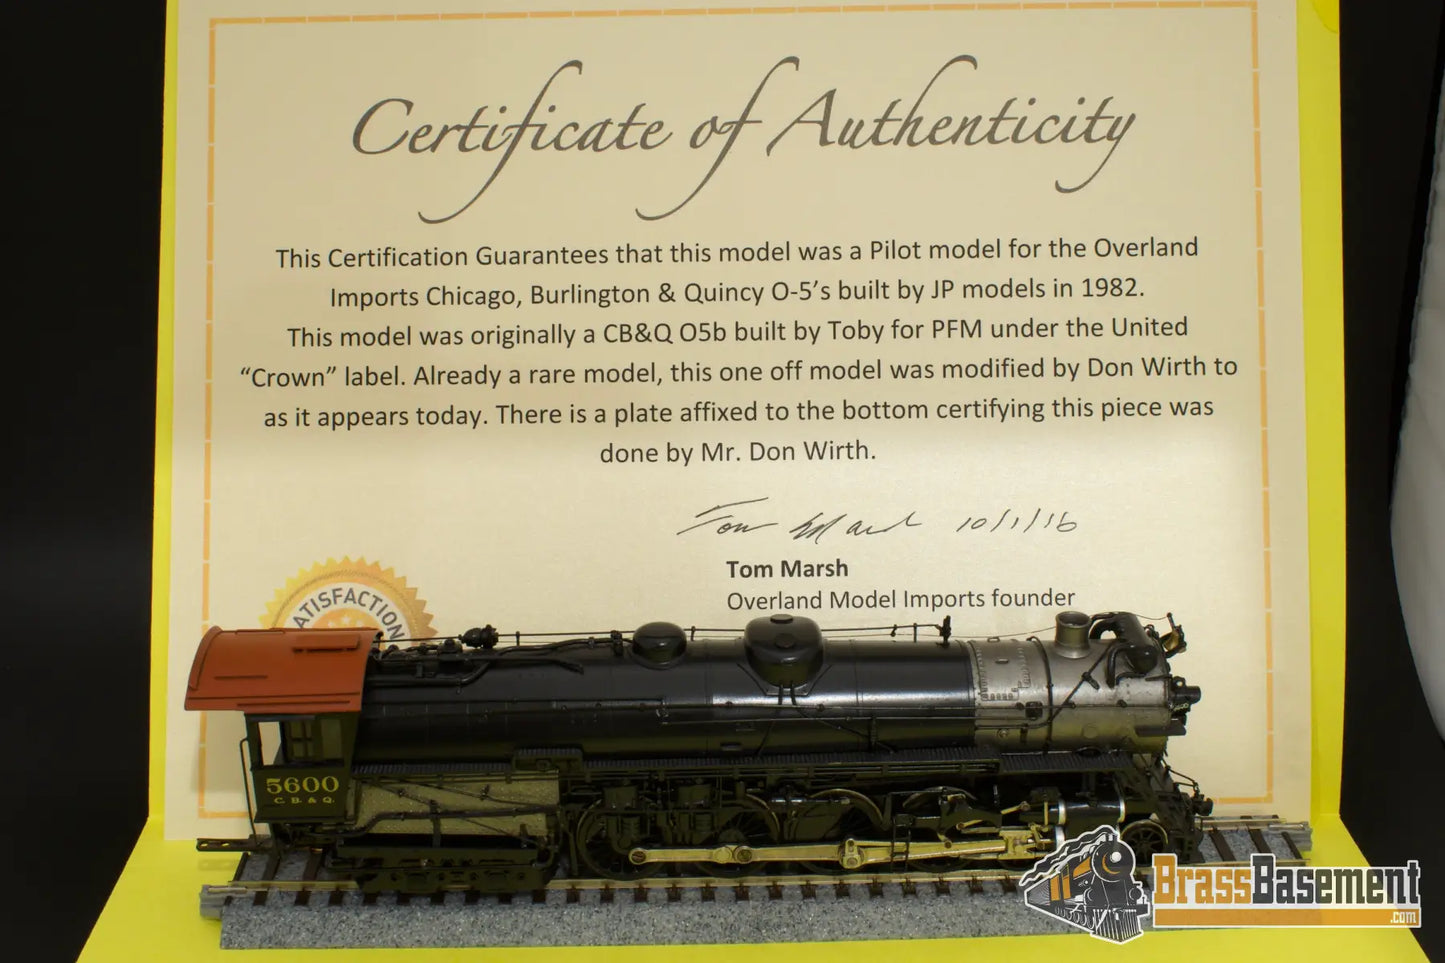 Certificate of Authenticity
This Certification Guarantees that this model was a Pilot model for the Overland
Imports Chicago, Burlington & Quincy O-5’s built by JP models in 1982.
This model was originally a CB&Q O5b built by Toby for PFM under the United
“Crown” label. Already a rare model, this one off model was modified by Don Wirth to
as it appears today. There is a plate affixed to the bottom certifying this piece was
done by Mr. Don Wirth.
Tom Marsh 10/1/16
Tom Marsh
Overland Model Imports founder
SATISFACTION
5600
C. B. & Q.
BrassBasement
.com